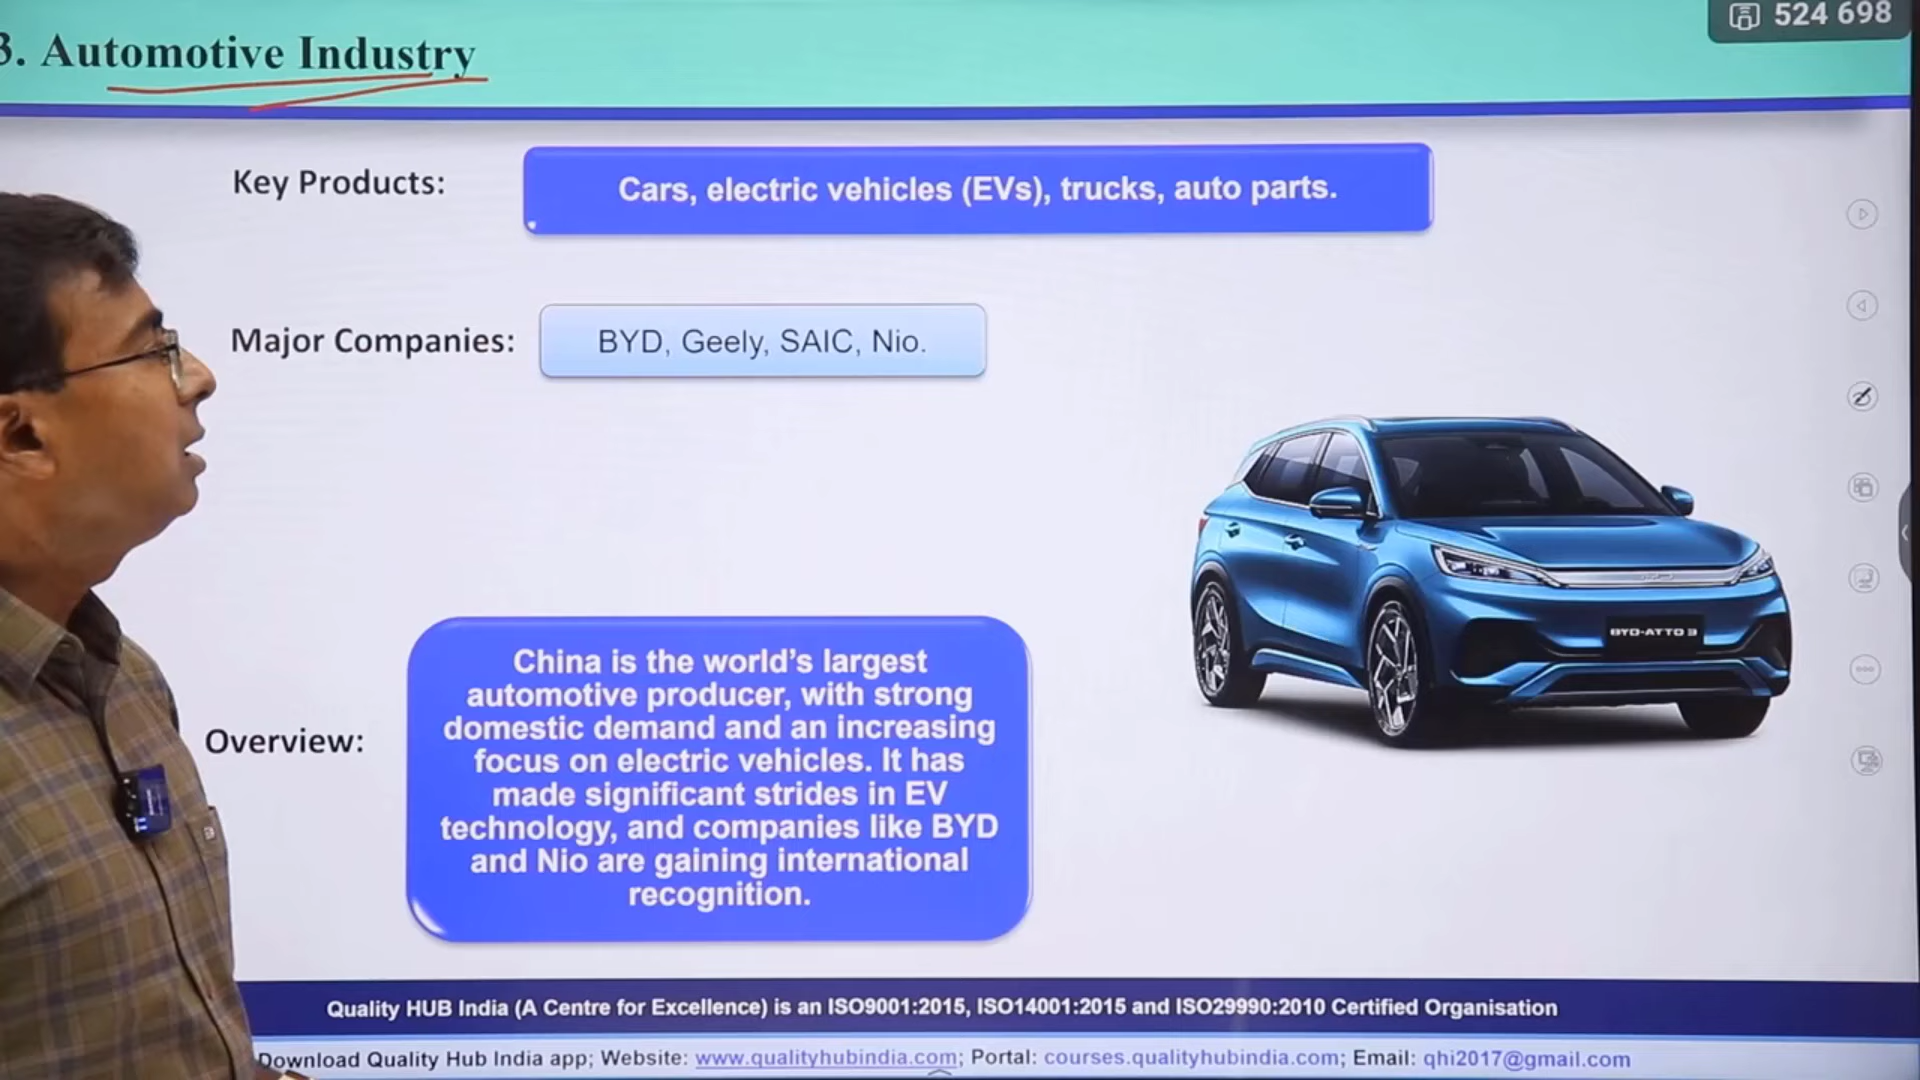 524 698
3. Automotive Industry
Key Products:
Cars, electric vehicles (EVs), trucks, auto parts.
Major Companies:
BYD, Geely, SAIC, Nio.
BYD-ATTO 3
Overview:
China is the world's largest
automotive producer, with strong
domestic demand and an increasing
focus on electric vehicles. It has
made significant strides in EV
technology, and companies like BYD
and Nio are gaining international
recognition.
Quality HUB India (A Centre for Excellence) is an ISO9001:2015, ISO14001:2015 and ISO29990:2010 Certified Organisation
Download Quality Hub India app; Website: www.qualityhubindia.com; Portal: courses.qualityhubindia.com; Email: qhi2017@gmail.com